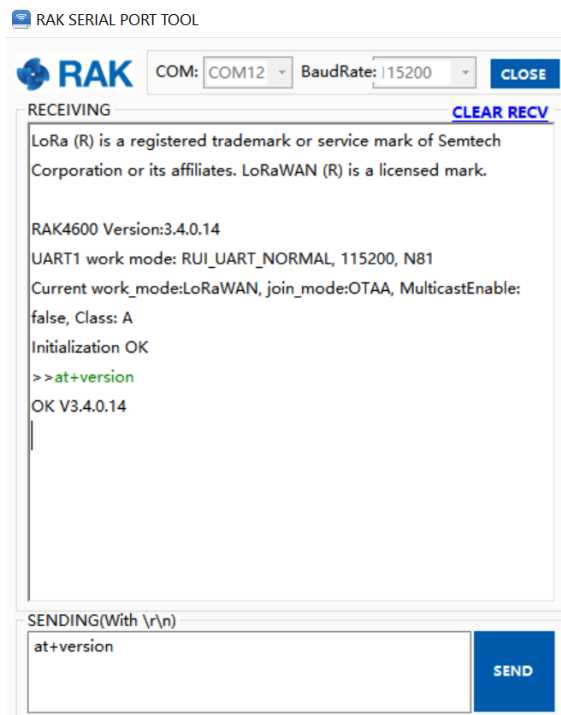 RAK SERIAL PORT TOOL
RAK COM: COM12 BaudRate: 115200 CLOSE
RECEIVING CLEAR RECV
LoRa (R) is a registered trademark or service mark of Semtech
Corporation or its affiliates. LoRaWAN (R) is a licensed mark.
RAK4600 Version:3.4.0.14
UART1 work mode: RUI_UART_NORMAL, 115200, N81
Current work_mode:LoRaWAN, join_mode:OTAA, MulticastEnable:
false, Class: A
Initialization OK
>>at+version
OK V3.4.0.14
SENDING(With \r\n)
at+version
SEND